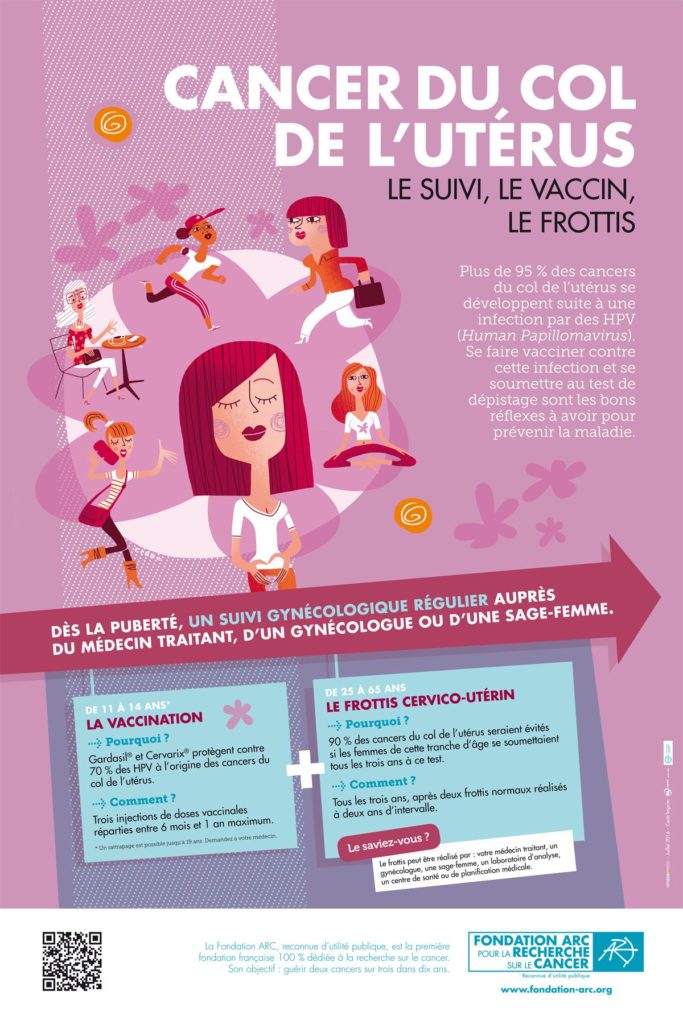 CANCER DU COL
DE L'UTÉRUS
LE SUIVI, LE VACCIN,
LE FROTTIS
Plus de 95 % des cancers
du col de l'utérus se
développent suite à une
infection par des HPV
(Human Papillomavirus).
Se faire vacciner contre
cette infection et se
soumettre au test de
dépistage sont les bons
réflexes à avoir pour
prévenir la maladie.
DÈS LA PUBERTÉ, UN SUIVI GYNÉCOLOGIQUE RÉGULIER AUPRÈS
DU MÉDECIN TRAITANT, D'UN GYNÉCOLOGUE OU D'UNE SAGE-FEMME.
DE 11 À 14 ANS*
LA VACCINATION
Pourquoi ?
Gardasil® et Cervarix® protègent contre
70 % des HPV à l'origine des cancers du
col de l'utérus.
Comment ?
Trois injections de doses vaccinales
réparties entre 6 mois et 1 an maximum.
* Un rattrapage est possible jusqu'à 19 ans. Demandez à votre médecin.
+
DE 25 À 65 ANS
LE FROTTIS CERVICO-UTÉRIN
Pourquoi ?
90 % des cancers du col de l'utérus seraient évités
si les femmes de cette tranche d'âge se soumettaient
tous les trois ans à ce test.
Comment ?
Tous les trois ans, après deux frottis normaux réalisés
à deux ans d'intervalle.
Le saviez-vous ?
Le frottis peut être réalisé par : votre médecin traitant, un
gynécologue, une sage-femme, un laboratoire d'analyse,
un centre de santé ou de planification médicale.
La Fondation ARC, reconnue d'utilité publique, est la première
fondation française 100 % dédiée à la recherche sur le cancer.
Son objectif : guérir deux cancers sur trois dans dix ans.
FONDATION ARC
POUR LA RECHERCHE
SUR LE CANCER
ARC
Reconnue d'utilité publique
www.fondation-arc.org